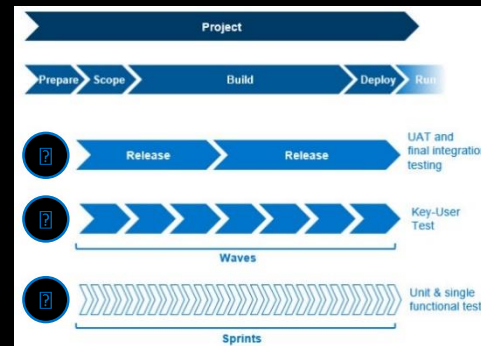 Project
Prepare Scope Build Deploy Run
Release Release
UAT and
final integration
testing
Key-User
Test
Waves
Unit & single
functional test
Sprints